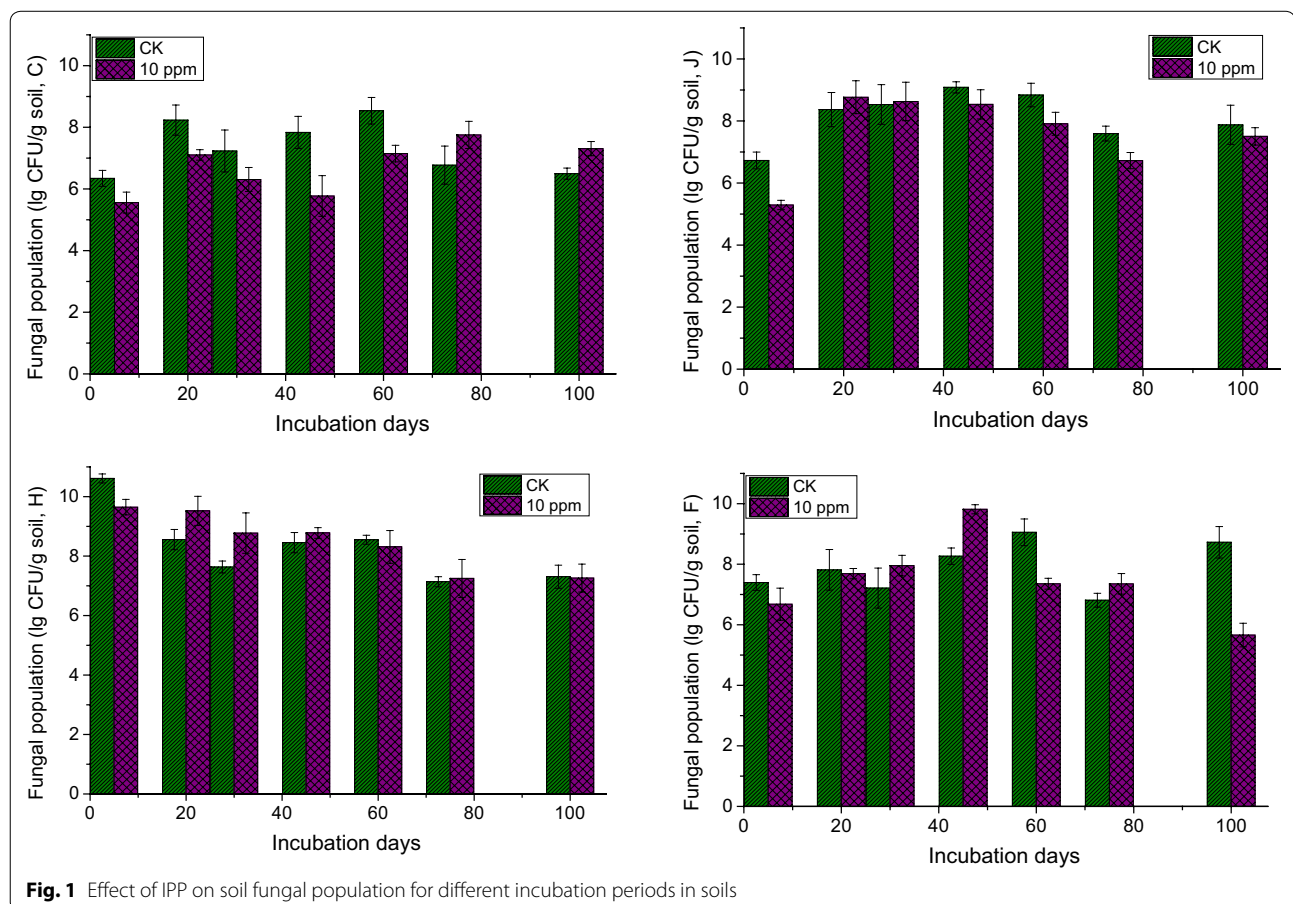 CK
10 ppm
10
8
6
4
2
0
Fungal population (lg CFU/g soil, C)
0 20 40 60 80 100
Incubation days
CK
10 ppm
10
8
6
4
2
0
Fungal population (lg CFU/g soil, J)
0 20 40 60 80 100
Incubation days
CK
10 ppm
10
8
6
4
2
0
Fungal population (lg CFU/g soil, H)
0 20 40 60 80 100
Incubation days
CK
10 ppm
10
8
6
4
2
0
Fungal population (lg CFU/g soil, F)
0 20 40 60 80 100
Incubation days
Fig. 1 Effect of IPP on soil fungal population for different incubation periods in soils